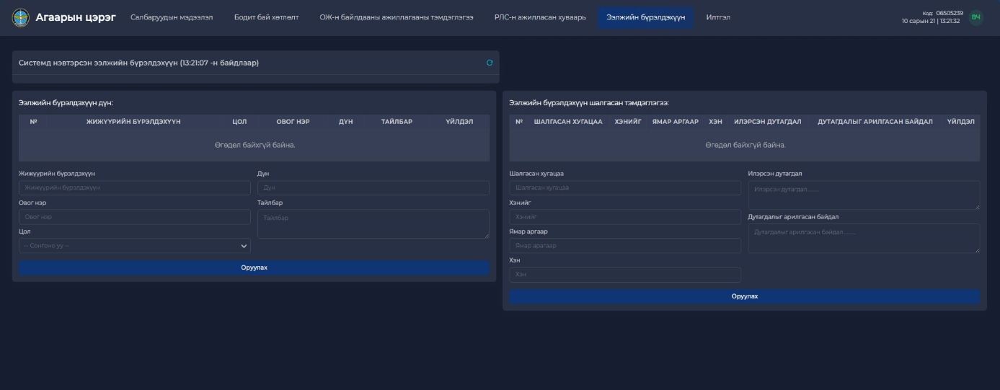 Агаарын цэрэг
Салбаруудын мэдээлэл
Бодит бай хөтлөлт
ОЖ-н байлдааны ажиллагааны тэмдэглэгээ
РЛС-н ажилласан хуваарь
Ээлжийн бүрэлдэхүүн
Илтгэл
Код: 06505239
10 сарын 21 | 13:21:32
ВЧ
Системд нэвтэрсэн ээлжийн бүрэлдэхүүн (13:21:07 -н байдлаар)
Ээлжийн бүрэлдэхүүн дүн:
№ ЖИЖҮҮРИЙН БҮРЭЛДЭХҮҮН ЦОЛ ОВОГ НЭР ДҮН ТАЙЛБАР ҮЙЛДЭЛ
Өгөдөл байхгүй байна.
Жижүүрийн бүрэлдэхүүн
Жижүүрийн бүрэлдэхүүн
Овог нэр
Овог нэр
Цол
-- Сонгоно уу --
Дүн
Дүн
Тайлбар
Тайлбар
Оруулах
Ээлжийн бүрэлдэхүүн шалгасан тэмдэглэгээ:
№ ШАЛГАСАН ХУГАЦАА ХЭНИЙГ ЯМАР АРГААР ХЭН ИЛЭРСЭН ДУТАГДАЛ ДУТАГДАЛЫГ АРИЛГАСАН БАЙДАЛ ҮЙЛДЭЛ
Өгөдөл байхгүй байна.
Шалгасан хугацаа
Шалгасан хугацаа
Хэнийг
Хэнийг
Ямар аргаар
Ямар арагаар
Хэн
Хэн
Илэрсэн дутагдал
Илэрсэн дутагдал.........
Дутагдалыг арилгасан байдал
Дутагдалыг арилгасан байдал.........
Оруулах